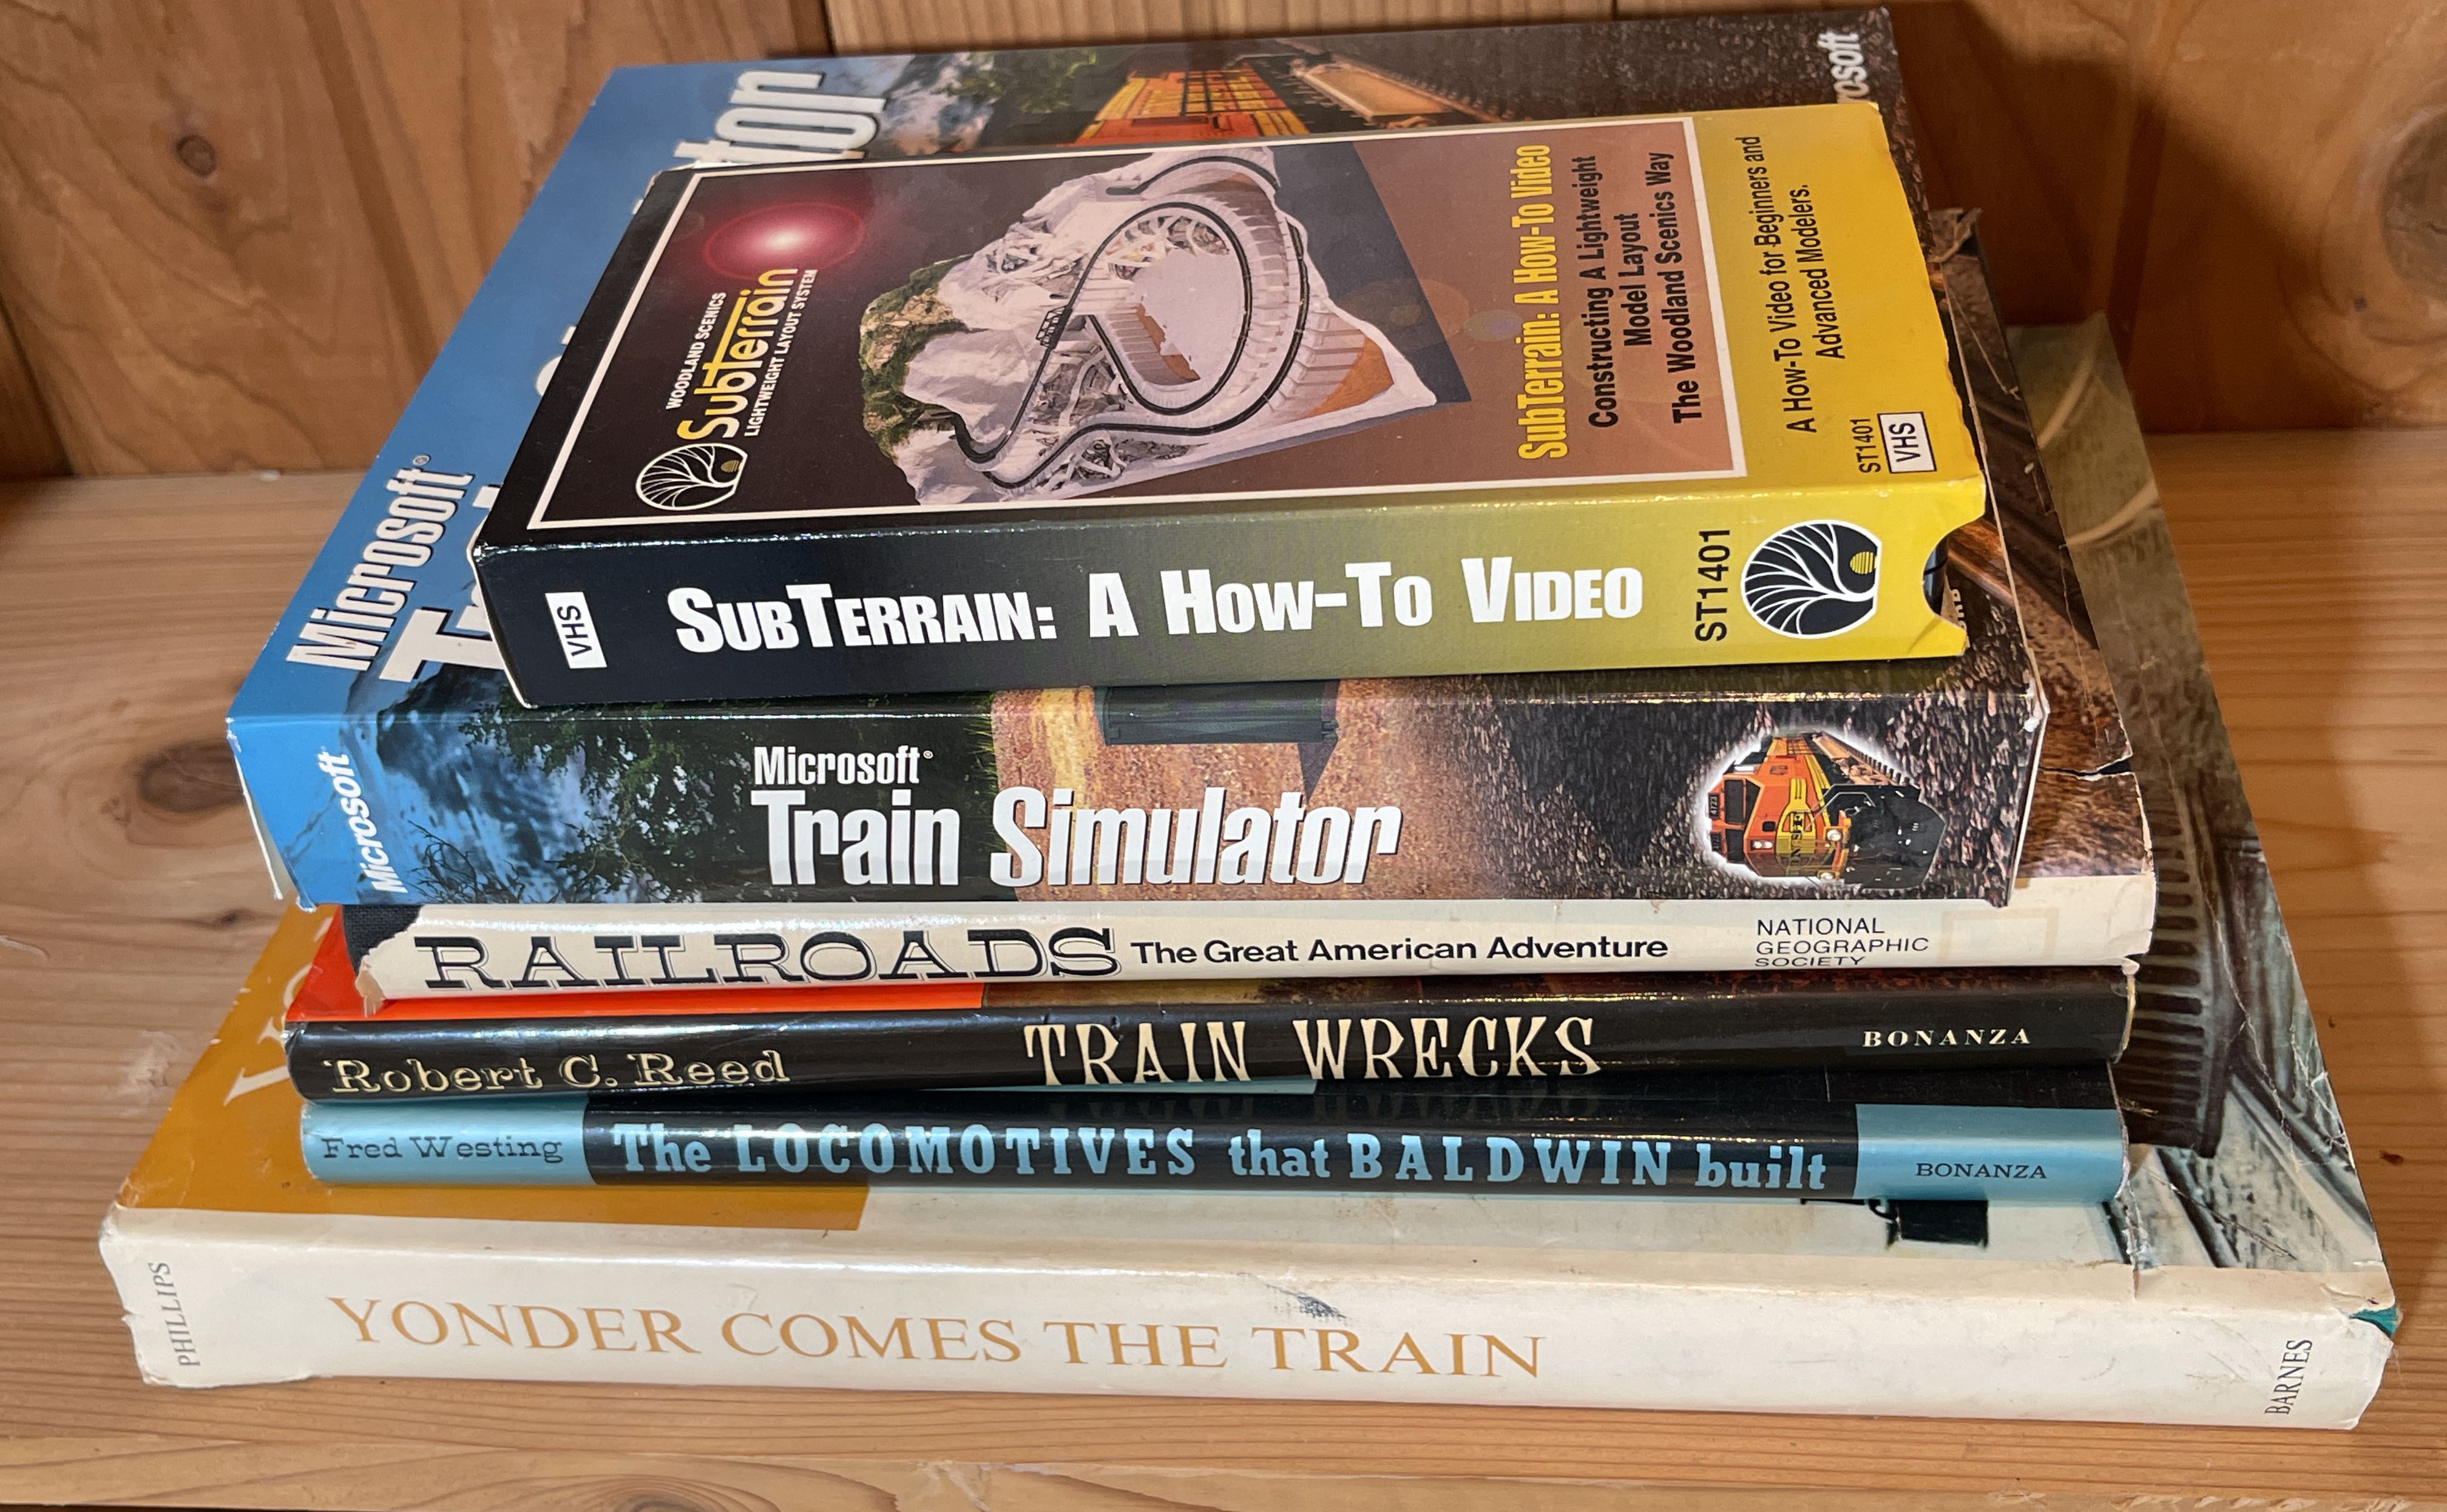 Microsoft®
tor
rosoft
WOODLAND SCENICS
SubTerrain
LIGHTWEIGHT LAYOUT SYSTEM
SubTerrain: A How-To Video
Constructing A Lightweight
Model Layout
The Woodland Scenics Way
A How-To Video for Beginners and
Advanced Modelers.
ST1401
VHS
VHS
SUBTERRAIN: A HOW-TO VIDEO
ST1401
Microsoft
Microsoft®
Train Simulator
RAILROADS The Great American Adventure
NATIONAL
GEOGRAPHIC
SOCIETY
Robert C. Reed TRAIN WRECKS BONANZA
Fred Westing The LOCOMOTIVES that BALDWIN built BONANZA
PHILLIPS YONDER COMES THE TRAIN BARNES